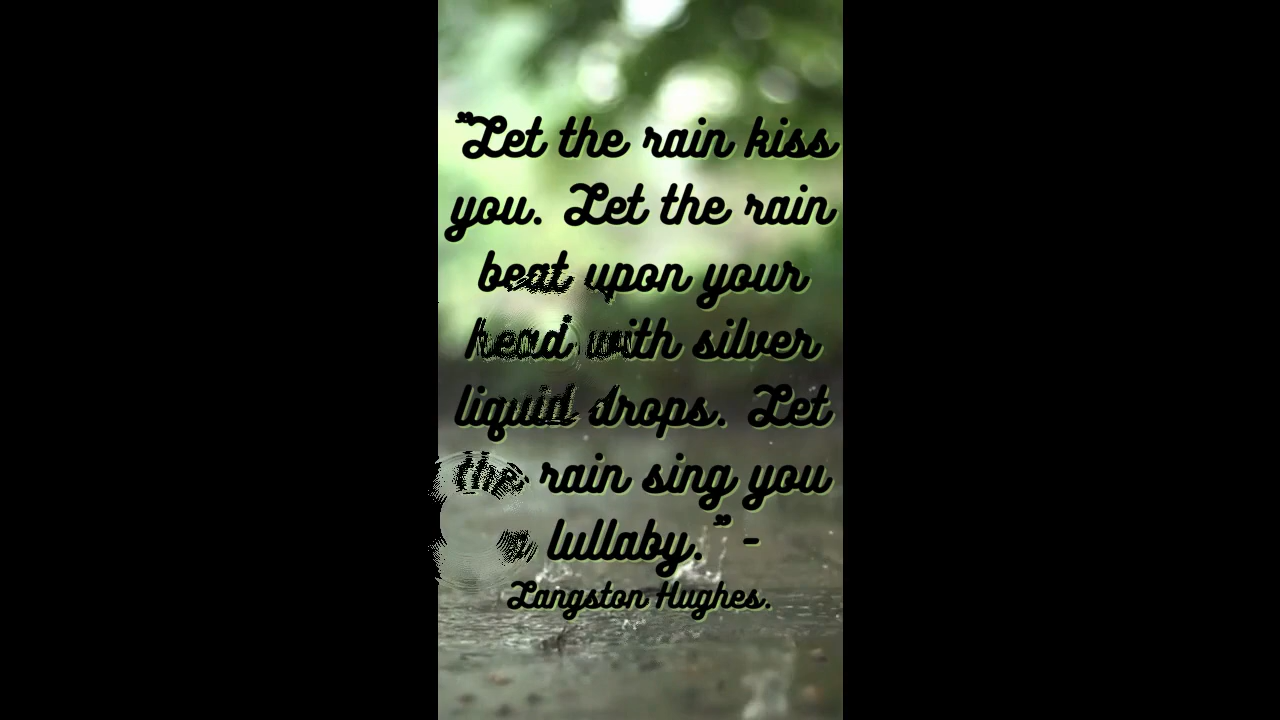 "Let the rain kiss
you. Let the rain
beat upon your
head with silver
liquid drops. Let
the rain sing you
a lullaby." -
Langston Hughes.